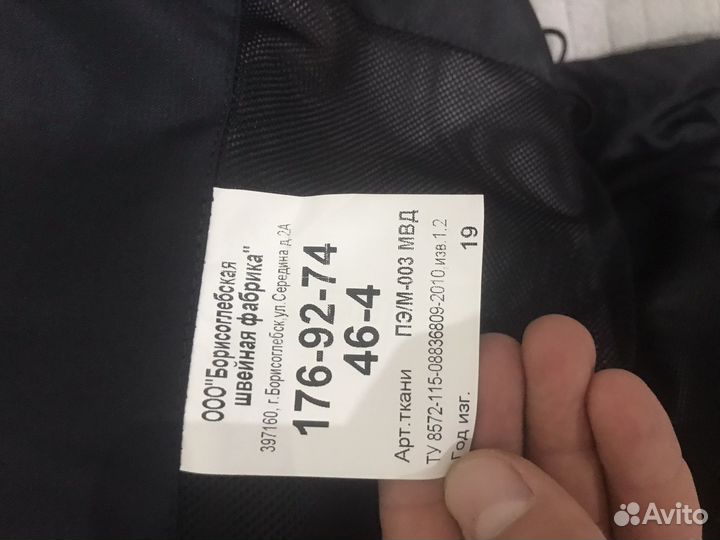 ООО"Борисоглебская
швейная фабрика"
397160, г.Борисоглебск,ул.Середина д.2А
176-92-74
46-4
Арт.ткани ПЭ/М-003 МВД
ТУ 8572-115-08836809-2010,изв.1,2
Год изг. 19
Avito